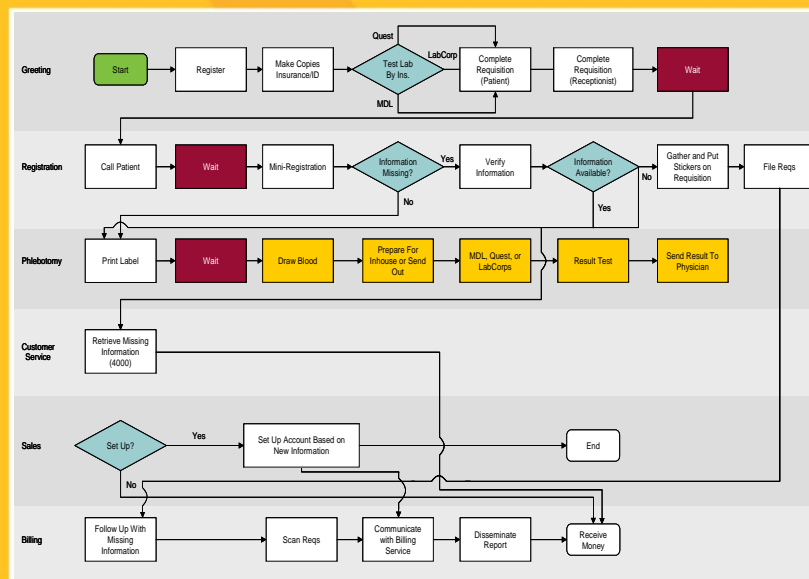 Greeting
Start
Register
Make Copies
Insurance/ID
Quest
Test Lab
By Ins.
LabCorp
MDL
Complete
Requisition
(Patient)
Complete
Requisition
(Receptionist)
Wait
Registration
Call Patient
Wait
Mini-Registration
Information
Missing?
Yes
No
Verify
Information
Information
Available?
No
Yes
Gather and Put
Stickers on
Requisition
File Reqs
Phlebotomy
Print Label
Wait
Draw Blood
Prepare For
Inhouse or Send
Out
MDL, Quest, or
LabCorps
Result Test
Send Result To
Physician
Customer
Service
Retrieve Missing
Information
(4000)
Sales
Set Up?
Yes
No
Set Up Account Based on
New Information
End
Billing
Follow Up With
Missing
Information
Scan Reqs
Communicate
with Billing
Service
Disseminate
Report
Receive
Money